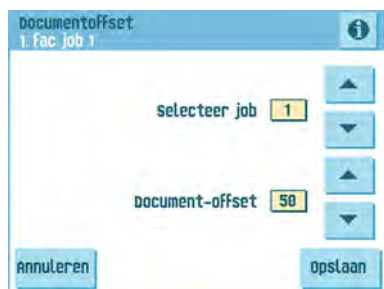 Documentoffset
1. Fac job 1
Selecteer job 1
Document-offset 50
Annuleren Opslaan